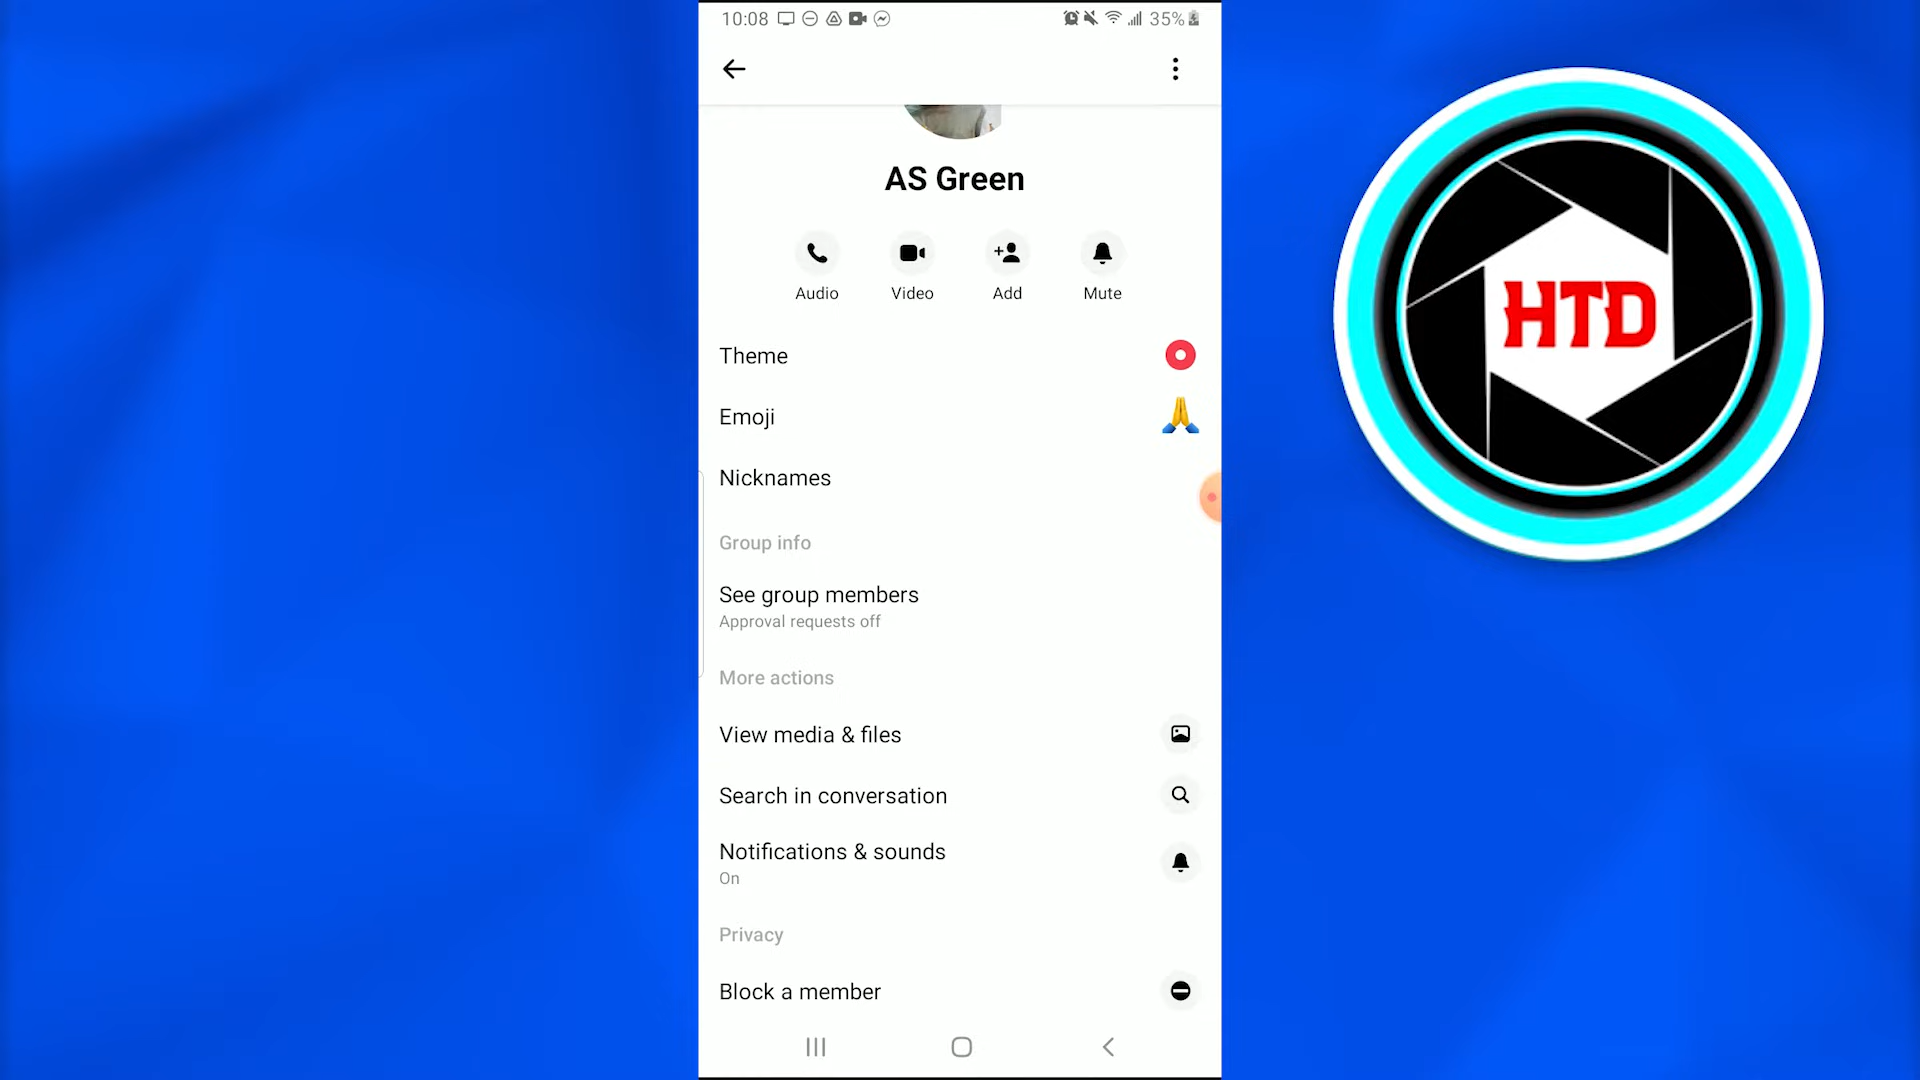 10:08
35%
AS Green
Audio Video Add Mute
Theme
Emoji
Nicknames
Group info
See group members
Approval requests off
More actions
View media & files
Search in conversation
Notifications & sounds
On
Privacy
Block a member
HTD